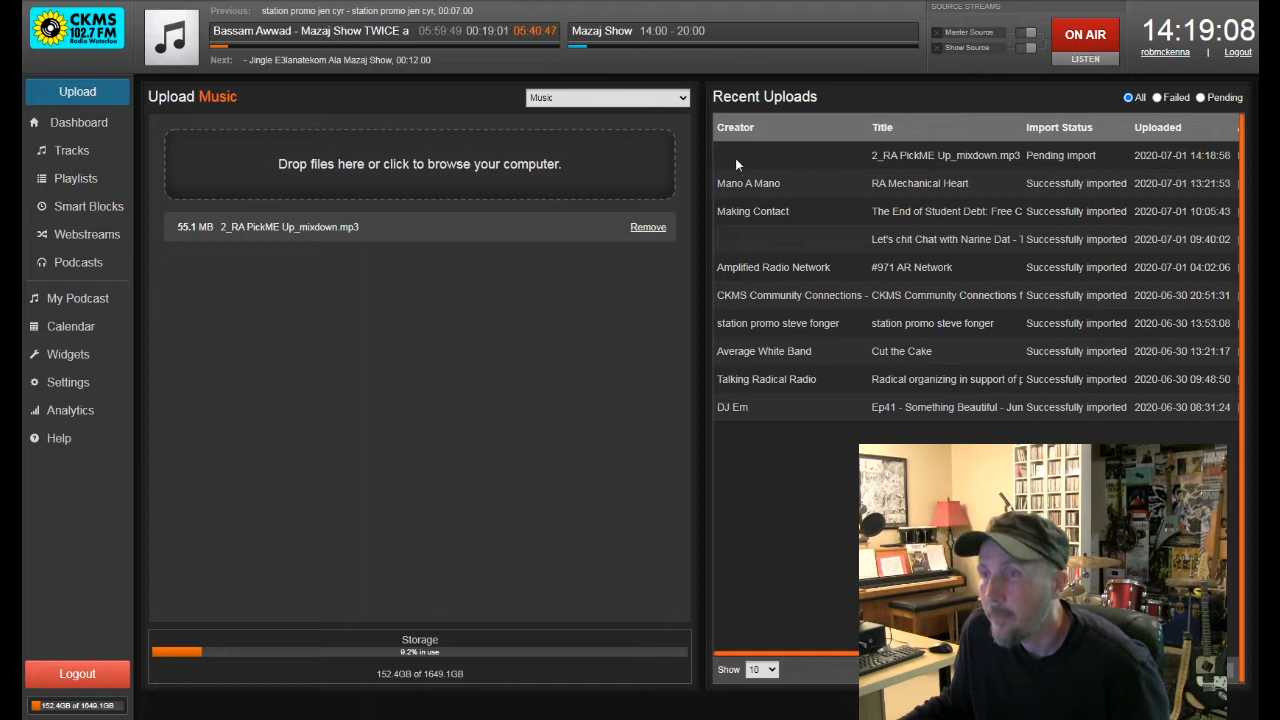 CKMS
102.7 FM
Radio Waterloo
Previous: station promo jen cyr - station promo jen cyr, 00:07.00
Bassam Awwad - Mazaj Show TWICE a 05:59:49 00:19:01 05:40:47
Next: - Jingle E3lanatekom Ala Mazaj Show, 00:12.00
Mazaj Show 14:00 - 20:00
SOURCE STREAMS
Master Source
Show Source
ON AIR
LISTEN
14:19:08
robmckenna | Logout
Upload
Dashboard
Tracks
Playlists
Smart Blocks
Webstreams
Podcasts
My Podcast
Calendar
Widgets
Settings
Analytics
Help
Logout
152.4GB of 1649.1GB
Upload Music
Music
Drop files here or click to browse your computer.
55.1 MB 2_RA PickME Up_mixdown.mp3 Remove
Storage
9.2% in use
152.4GB of 1649.1GB
Recent Uploads
All Failed Pending
Creator Title Import Status Uploaded
2_RA PickME Up_mixdown.mp3 Pending import 2020-07-01 14:18:58
Mano A Mano RA Mechanical Heart Successfully imported 2020-07-01 13:21:53
Making Contact The End of Student Debt: Free C Successfully imported 2020-07-01 10:05:43
Let's chit Chat with Narine Dat - T Successfully imported 2020-07-01 09:40:02
Amplified Radio Network #971 AR Network Successfully imported 2020-07-01 04:02:06
CKMS Community Connections - CKMS Community Connections f Successfully imported 2020-06-30 20:51:31
station promo steve fonger station promo steve fonger Successfully imported 2020-06-30 13:53:08
Average White Band Cut the Cake Successfully imported 2020-06-30 13:21:17
Talking Radical Radio Radical organizing in support of p Successfully imported 2020-06-30 09:48:50
DJ Em Ep41 - Something Beautiful - Jun Successfully imported 2020-06-30 08:31:24
Show 10